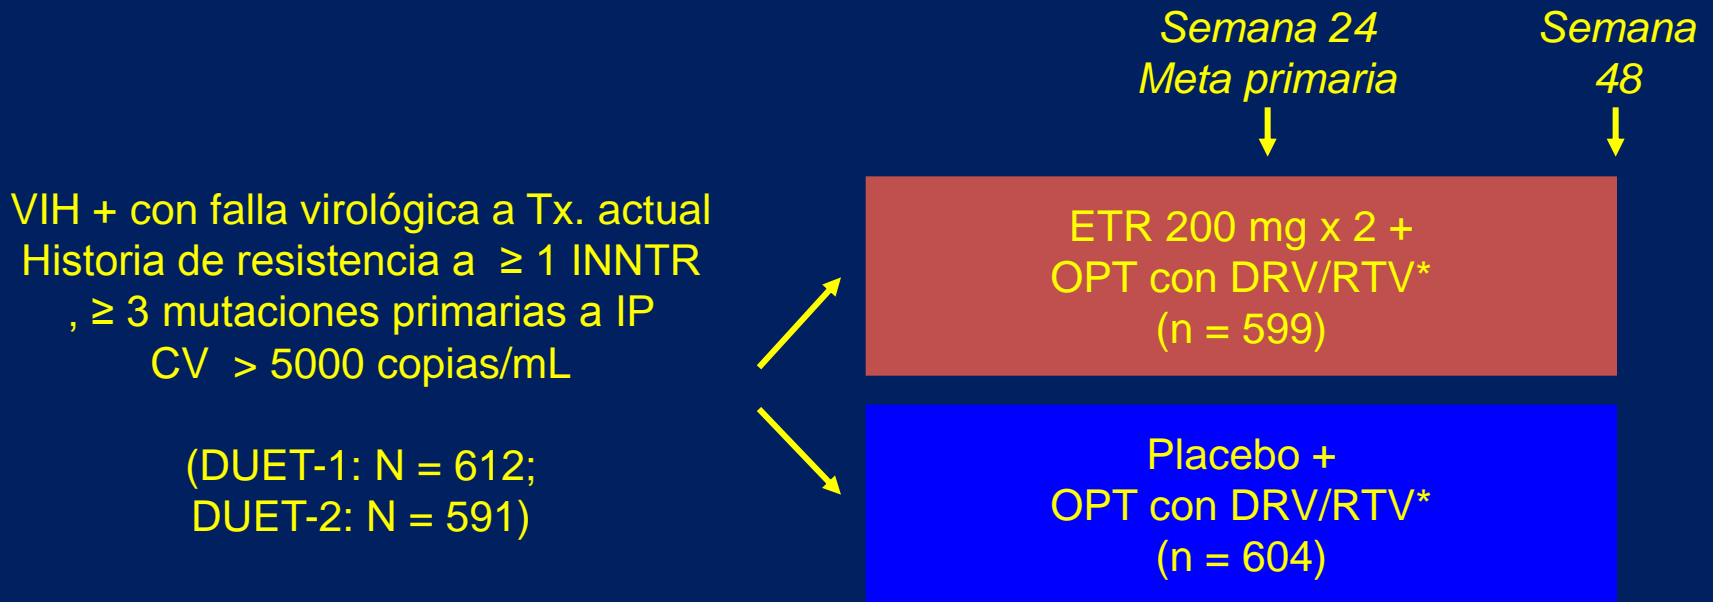 Semana 24
Meta primaria
Semana
48
VIH + con falla virológica a Tx. actual
Historia de resistencia a ≥ 1 INNTR
, ≥ 3 mutaciones primarias a IP
CV > 5000 copias/mL
(DUET-1: N = 612;
DUET-2: N = 591)
ETR 200 mg x 2 +
OPT con DRV/RTV*
(n = 599)
Placebo +
OPT con DRV/RTV*
(n = 604)